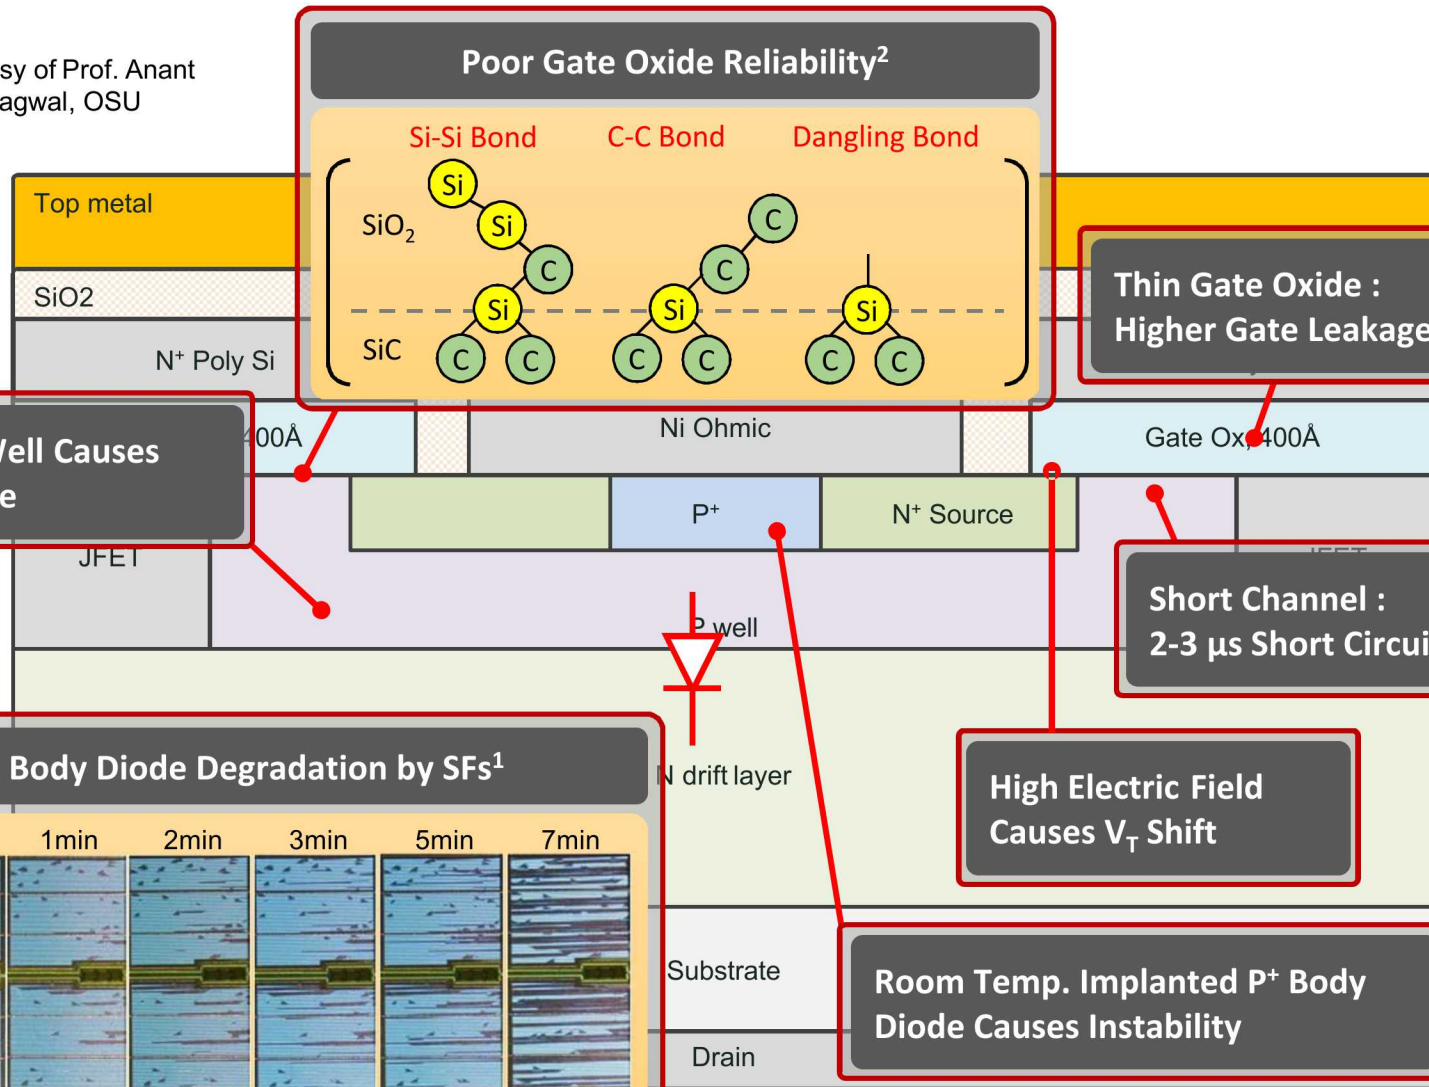 sy of Prof. Anant
agwal, OSU
Poor Gate Oxide Reliability²
Si-Si Bond
C-C Bond
Dangling Bond
Si
Si
C
C
C
SiO₂
Si
Si
Si
SiC
C
C
C
C
C
C
Top metal
SiO2
N⁺ Poly Si
Thin Gate Oxide :
Higher Gate Leakage
400Å
Ni Ohmic
Gate Ox, 400Å
Well Causes
e
P⁺
N⁺ Source
JFET
JFET
P well
Short Channel :
2-3 µs Short Circui
Body Diode Degradation by SFs¹
N drift layer
High Electric Field
Causes V_T Shift
1min
2min
3min
5min
7min
Substrate
Room Temp. Implanted P⁺ Body
Diode Causes Instability
Drain